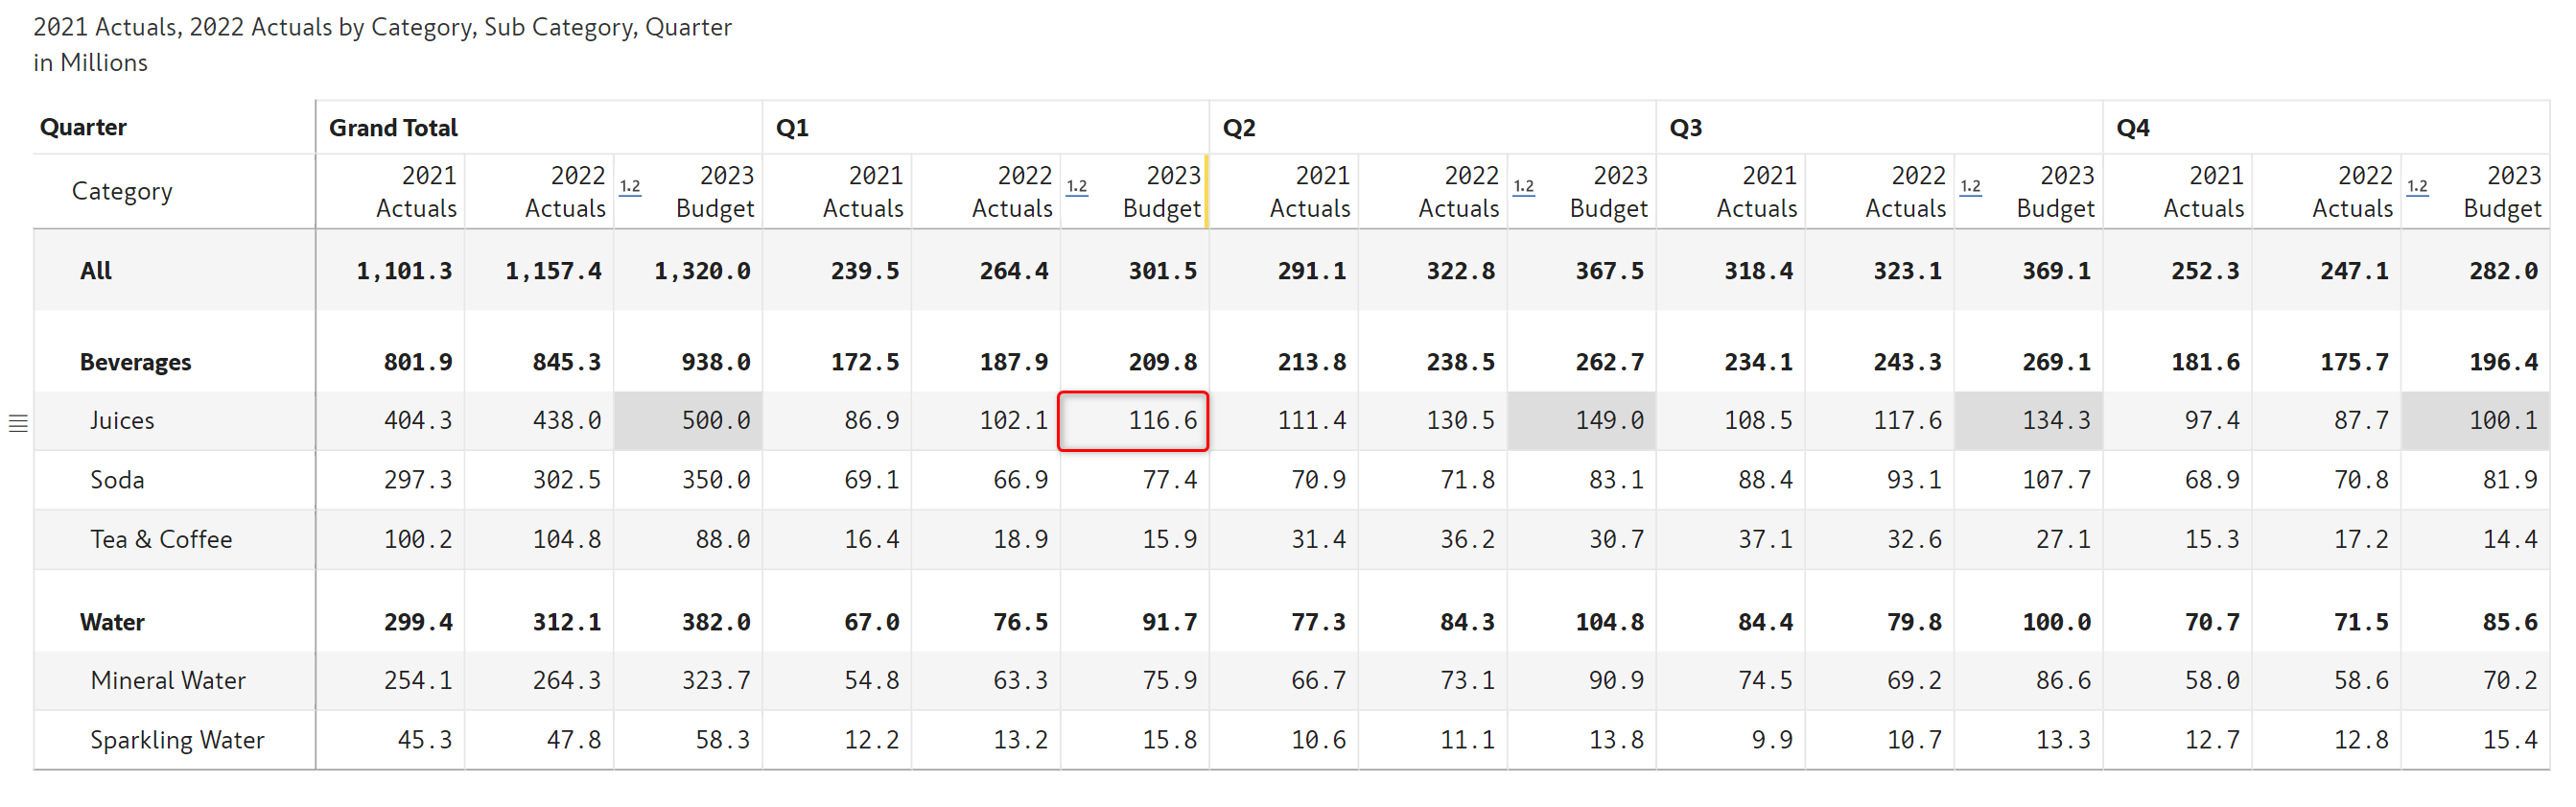 2021 Actuals, 2022 Actuals by Category, Sub Category, Quarter
in Millions
Quarter Grand Total Q1 Q2 Q3 Q4
Category 2021 Actuals 2022 Actuals 1.2 2023 Budget 2021 Actuals 2022 Actuals 1.2 2023 Budget 2021 Actuals 2022 Actuals 1.2 2023 Budget 2021 Actuals 2022 Actuals 1.2 2023 Budget 2021 Actuals 2022 Actuals 1.2 2023 Budget
All 1,101.3 1,157.4 1,320.0 239.5 264.4 301.5 291.1 322.8 367.5 318.4 323.1 369.1 252.3 247.1 282.0
Beverages 801.9 845.3 938.0 172.5 187.9 209.8 213.8 238.5 262.7 234.1 243.3 269.1 181.6 175.7 196.4
Juices 404.3 438.0 500.0 86.9 102.1 116.6 111.4 130.5 149.0 108.5 117.6 134.3 97.4 87.7 100.1
Soda 297.3 302.5 350.0 69.1 66.9 77.4 70.9 71.8 83.1 88.4 93.1 107.7 68.9 70.8 81.9
Tea & Coffee 100.2 104.8 88.0 16.4 18.9 15.9 31.4 36.2 30.7 37.1 32.6 27.1 15.3 17.2 14.4
Water 299.4 312.1 382.0 67.0 76.5 91.7 77.3 84.3 104.8 84.4 79.8 100.0 70.7 71.5 85.6
Mineral Water 254.1 264.3 323.7 54.8 63.3 75.9 66.7 73.1 90.9 74.5 69.2 86.6 58.0 58.6 70.2
Sparkling Water 45.3 47.8 58.3 12.2 13.2 15.8 10.6 11.1 13.8 9.9 10.7 13.3 12.7 12.8 15.4